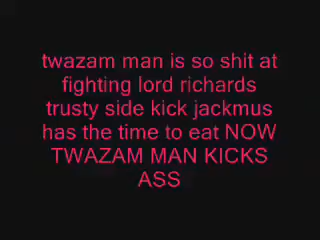 twazam man is so shit at
fighting lord richards
trusty side kick jackmus
has the time to eat NOW
TWAZAM MAN KICKS
ASS